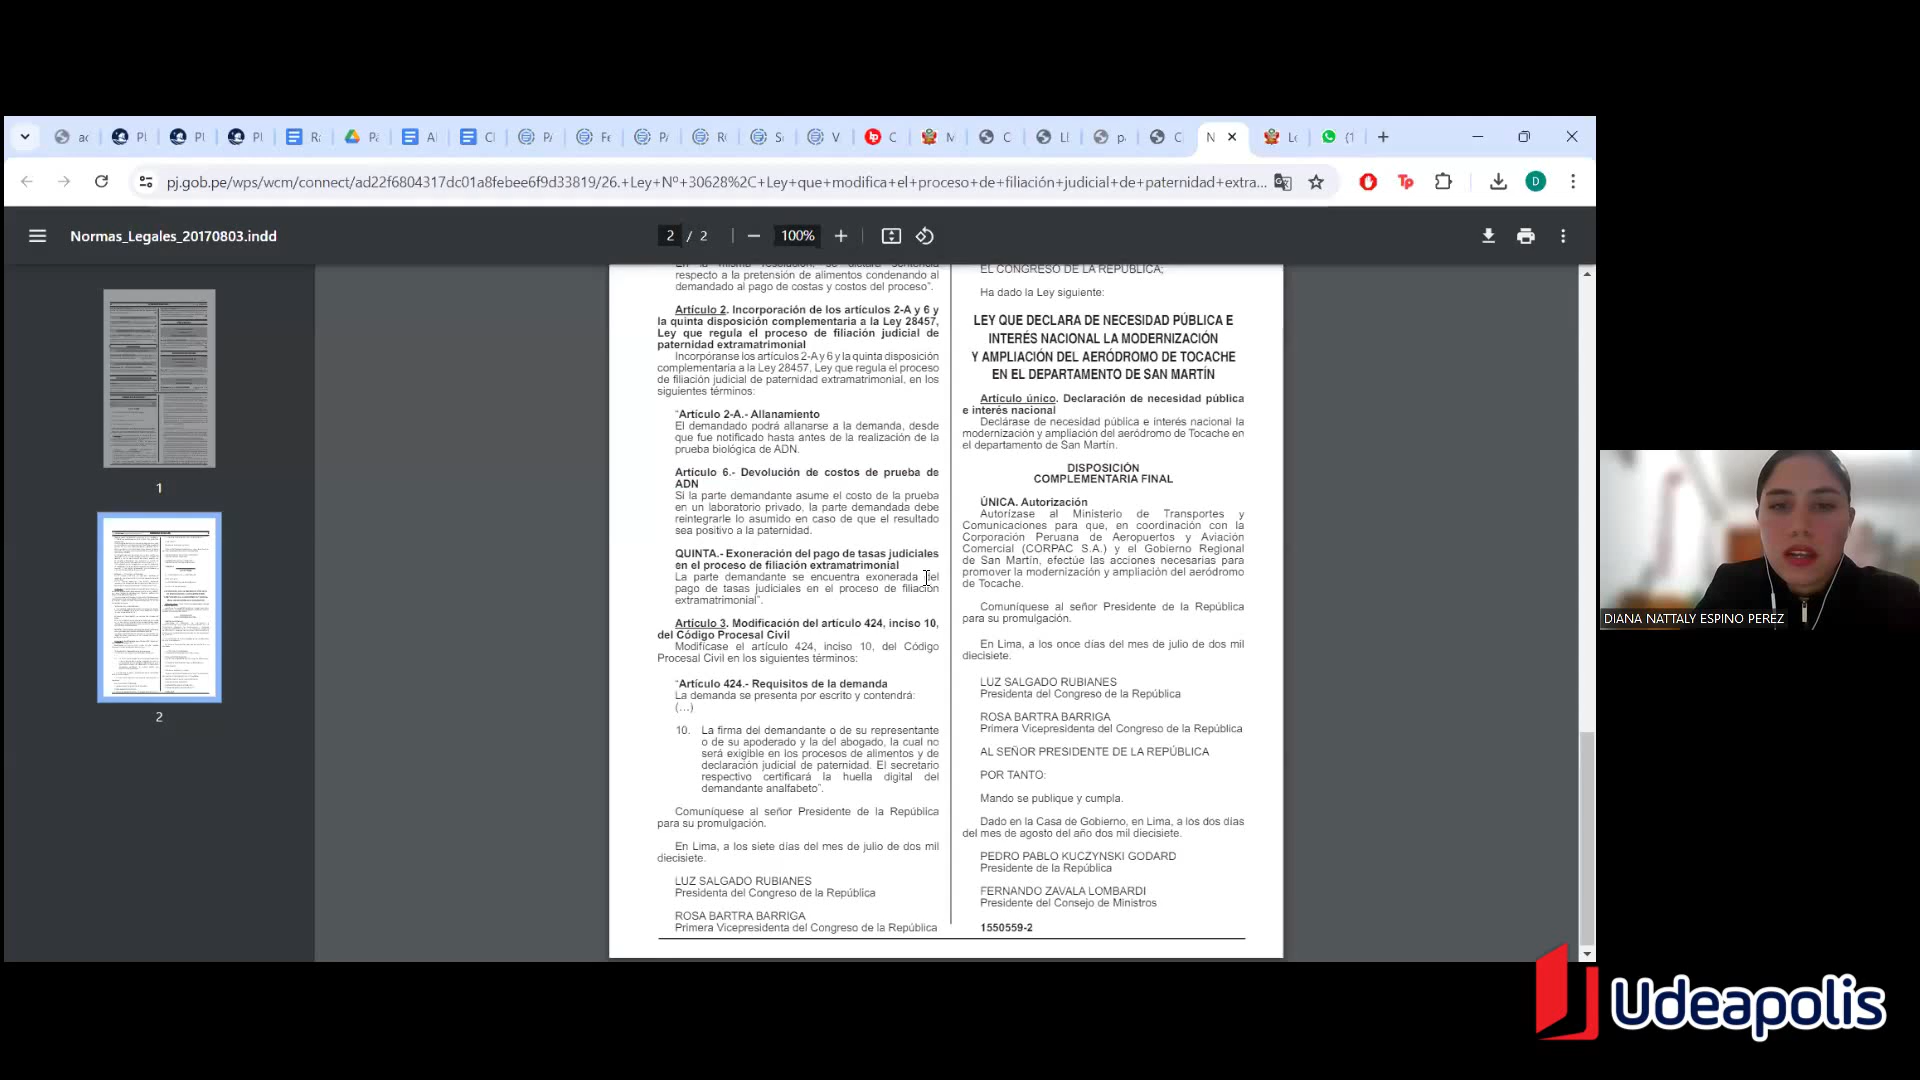 ac
Pl
Pl
Pl
Ra
Pa
Al
Cl
P/
Fe
P/
Re
Se
V
C
M
C
Ll
p.
C
N
Le
(1
pj.gob.pe/wps/wcm/connect/ad22f6804317dc01a8febee6f9d33819/26.+Ley+Nº+30628%2C+Ley+que+modifica+el+proceso+de+filiación+judicial+de+paternidad+extra...
D
Normas_Legales_20170803.indd
2 / 2
100%
1
2
En la misma resolución, se dictará sentencia
respecto a la pretensión de alimentos condenando al
demandado al pago de costas y costos del proceso”.
Artículo 2. Incorporación de los artículos 2-A y 6 y
la quinta disposición complementaria a la Ley 28457,
Ley que regula el proceso de filiación judicial de
paternidad extramatrimonial
Incorpóranse los artículos 2-A y 6 y la quinta disposición
complementaria a la Ley 28457, Ley que regula el proceso
de filiación judicial de paternidad extramatrimonial, en los
siguientes términos:
“Artículo 2-A.- Allanamiento
El demandado podrá allanarse a la demanda, desde
que fue notificado hasta antes de la realización de la
prueba biológica de ADN.
Artículo 6.- Devolución de costos de prueba de
ADN
Si la parte demandante asume el costo de la prueba
en un laboratorio privado, la parte demandada debe
reintegrarle lo asumido en caso de que el resultado
sea positivo a la paternidad.
QUINTA.- Exoneración del pago de tasas judiciales
en el proceso de filiación extramatrimonial
La parte demandante se encuentra exonerada del
pago de tasas judiciales en el proceso de filiación
extramatrimonial”.
Artículo 3. Modificación del artículo 424, inciso 10,
del Código Procesal Civil
Modifícase el artículo 424, inciso 10, del Código
Procesal Civil en los siguientes términos:
“Artículo 424.- Requisitos de la demanda
La demanda se presenta por escrito y contendrá:
(...)
10. La firma del demandante o de su representante
o de su apoderado y la del abogado, la cual no
será exigible en los procesos de alimentos y de
declaración judicial de paternidad. El secretario
respectivo certificará la huella digital del
demandante analfabeto”.
Comuníquese al señor Presidente de la República
para su promulgación.
En Lima, a los siete días del mes de julio de dos mil
diecisiete.
LUZ SALGADO RUBIANES
Presidenta del Congreso de la República
ROSA BARTRA BARRIGA
Primera Vicepresidenta del Congreso de la República
EL CONGRESO DE LA REPÚBLICA;
Ha dado la Ley siguiente:
LEY QUE DECLARA DE NECESIDAD PÚBLICA E
INTERÉS NACIONAL LA MODERNIZACIÓN
Y AMPLIACIÓN DEL AERÓDROMO DE TOCACHE
EN EL DEPARTAMENTO DE SAN MARTÍN
Artículo único. Declaración de necesidad pública
e interés nacional
Declárase de necesidad pública e interés nacional la
modernización y ampliación del aeródromo de Tocache en
el departamento de San Martín.
DISPOSICIÓN
COMPLEMENTARIA FINAL
ÚNICA. Autorización
Autorízase al Ministerio de Transportes y
Comunicaciones para que, en coordinación con la
Corporación Peruana de Aeropuertos y Aviación
Comercial (CORPAC S.A.) y el Gobierno Regional
de San Martín, efectúe las acciones necesarias para
promover la modernización y ampliación del aeródromo
de Tocache.
Comuníquese al señor Presidente de la República
para su promulgación.
En Lima, a los once días del mes de julio de dos mil
diecisiete.
LUZ SALGADO RUBIANES
Presidenta del Congreso de la República
ROSA BARTRA BARRIGA
Primera Vicepresidenta del Congreso de la República
AL SEÑOR PRESIDENTE DE LA REPÚBLICA
POR TANTO:
Mando se publique y cumpla.
Dado en la Casa de Gobierno, en Lima, a los dos días
del mes de agosto del año dos mil diecisiete.
PEDRO PABLO KUCZYNSKI GODARD
Presidente de la República
FERNANDO ZAVALA LOMBARDI
Presidente del Consejo de Ministros
1550559-2
DIANA NATTALY ESPINO PEREZ
Udeapolis